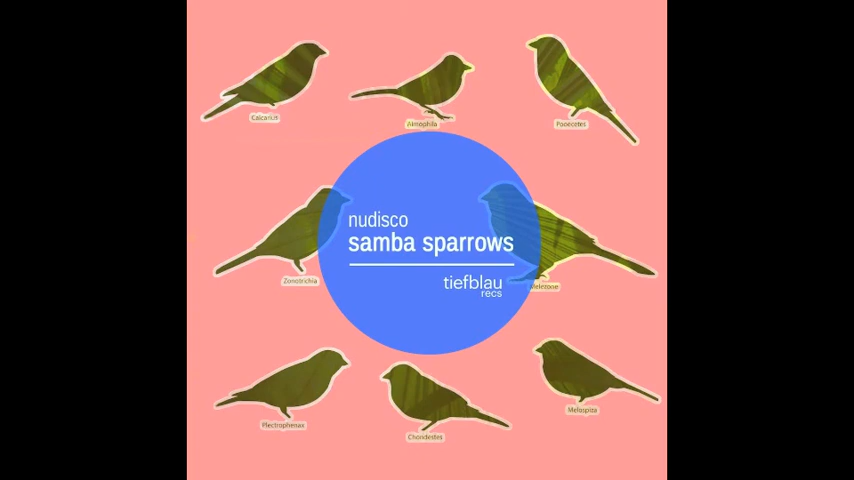 Calcarius
Aimophila
Pooecetes
nudisco
samba sparrows
tiefblau
recs
Zonotrichia
Melozone
Plectrophenax
Chondestes
Melospiza